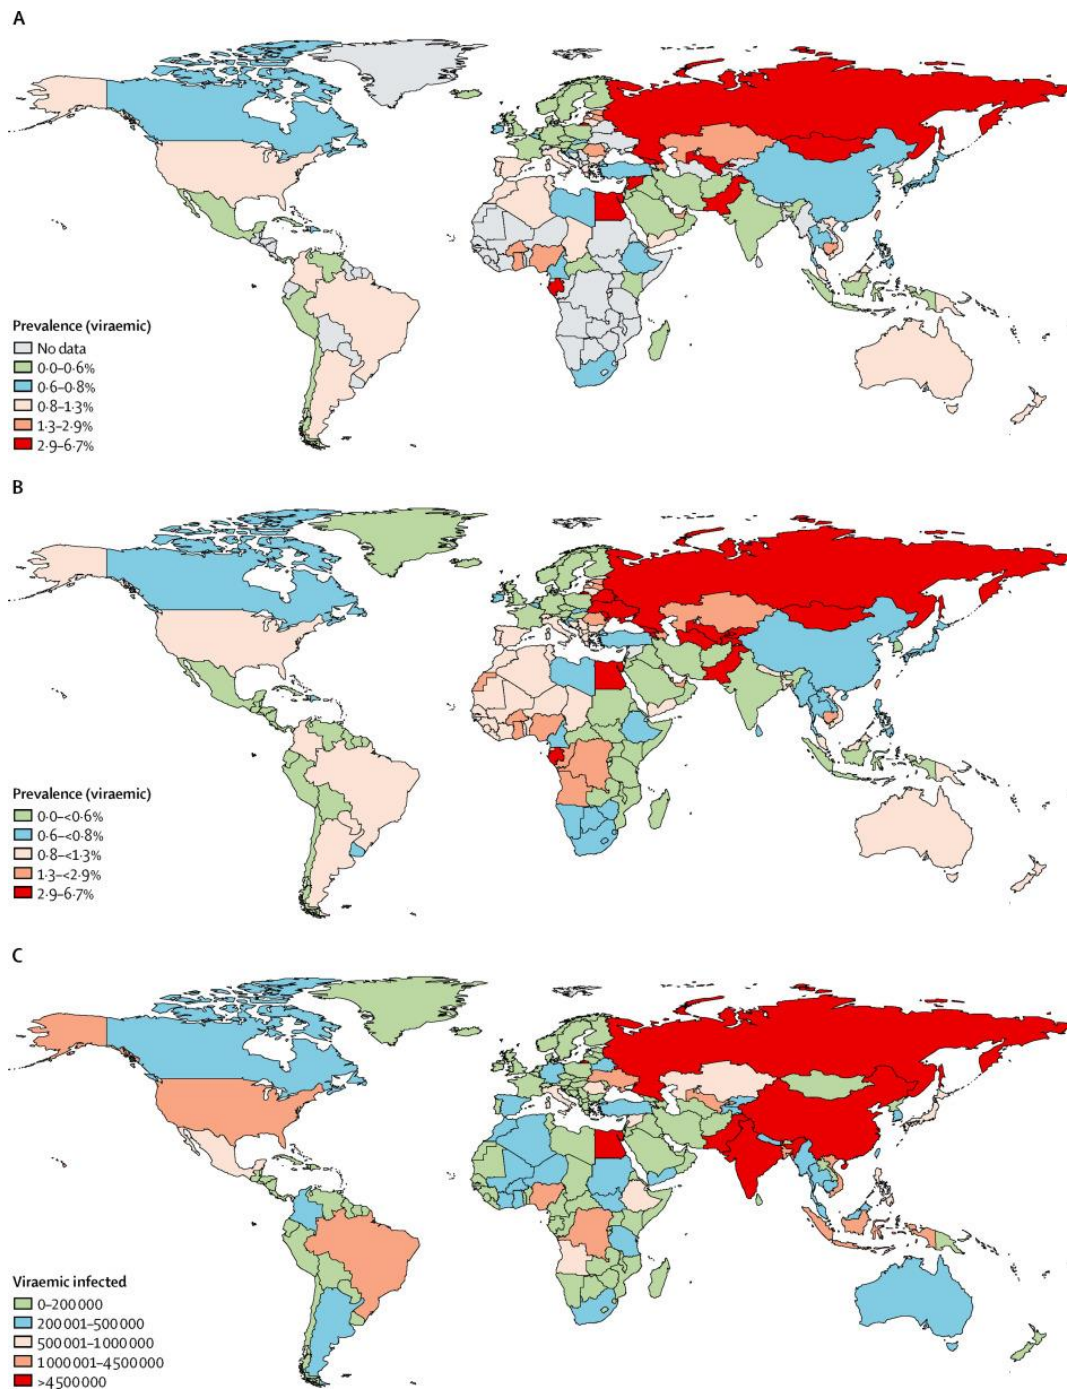 A
Prevalence (viraemic)
No data
0·0–0·6%
0·6–0·8%
0·8–1·3%
1·3–2·9%
2·9–6·7%
B
Prevalence (viraemic)
0·0–<0·6%
0·6–<0·8%
0·8–<1·3%
1·3–<2·9%
2·9–6·7%
C
Viraemic infected
0–200 000
200 001–500 000
500 001–1 000 000
1 000 001–4 500 000
>4 500 000